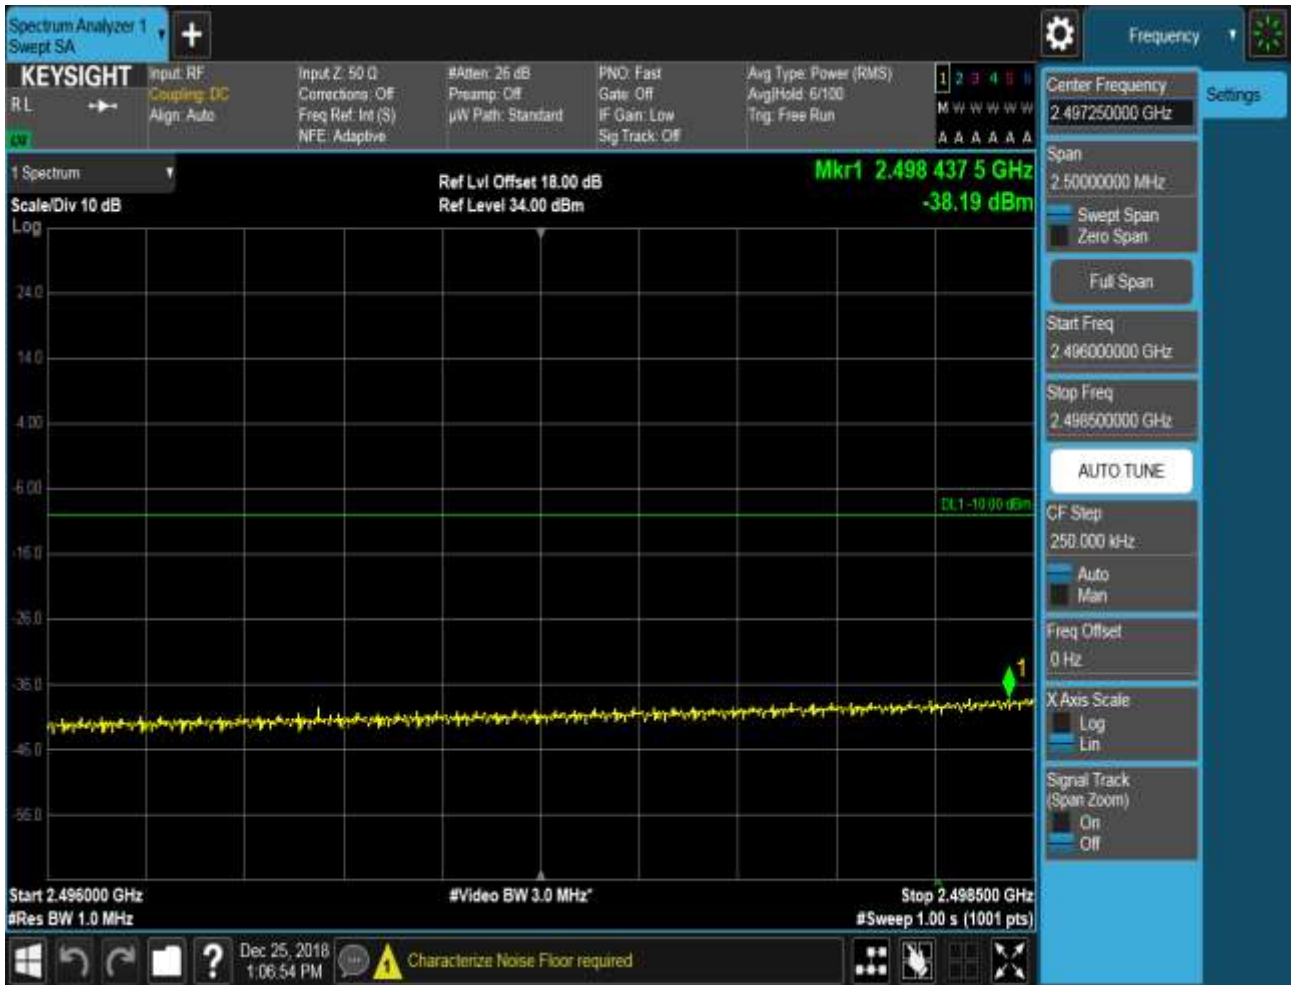 Spectrum Analyzer 1
Swept SA
+
Frequency
KEYSIGHT
Input: RF
Input Z: 50 Ω
#Atten: 26 dB
PNO: Fast
Avg Type: Power (RMS)
1 2 3 4 5 6
R L
Coupling: DC
Corrections: Off
Preamp: Off
Gate: Off
Avg|Hold: 6/100
M W W W W W
Align: Auto
Freq Ref: Int (S)
µW Path: Standard
IF Gain: Low
Trig: Free Run
NFE: Adaptive
Sig Track: Off
A A A A A A
1 Spectrum
Ref Lvl Offset 18.00 dB
Mkr1 2.498 437 5 GHz
Scale/Div 10 dB
Ref Level 34.00 dBm
-38.19 dBm
Log
24.0
14.0
4.00
-6.00
DL1 -10.00 dBm
-16.0
-26.0
1
-36.0
-46.0
-56.0
Start 2.496000 GHz
#Video BW 3.0 MHz*
Stop 2.498500 GHz
#Res BW 1.0 MHz
#Sweep 1.00 s (1001 pts)
Dec 25, 2018
1:06:54 PM
?
1
Characterize Noise Floor required
Center Frequency
2.497250000 GHz
Settings
Span
2.50000000 MHz
Swept Span
Zero Span
Full Span
Start Freq
2.496000000 GHz
Stop Freq
2.498500000 GHz
AUTO TUNE
CF Step
250.000 kHz
Auto
Man
Freq Offset
0 Hz
X Axis Scale
Log
Lin
Signal Track
(Span Zoom)
On
Off